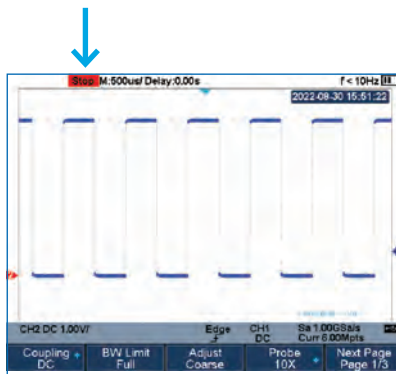 Stop M:500us/ Delay:0.00s f < 10Hz
2022-09-30 15:51:22
2
CH2 DC 1.00V/ Edge CH1 Sa 1.00GSa/s
DC Curr 6.00Mpts
Coupling BW Limit Adjust Probe Next Page
DC Full Coarse 10X Page 1/3